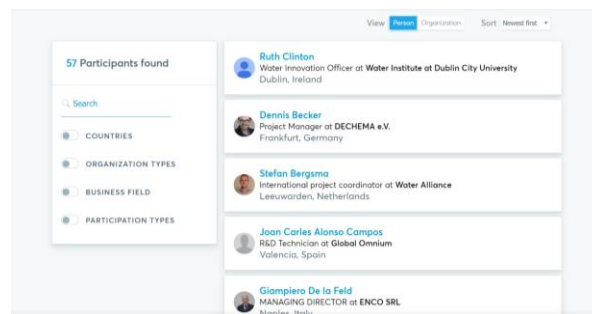 View Person Organization Sort Newest first
57 Participants found
Search
COUNTRIES
ORGANIZATION TYPES
BUSINESS FIELD
PARTICIPATION TYPES
Ruth Clinton
Water Innovation Officer at Water Institute at Dublin City University
Dublin, Ireland
Dennis Becker
Project Manager at DECHEMA e.V.
Frankfurt, Germany
Stefan Bergsma
International project coordinator at Water Alliance
Leeuwarden, Netherlands
Joan Carles Alonso Campos
R&D Technician at Global Omnium
Valencia, Spain
Giampiero De la Feld
MANAGING DIRECTOR at ENCO SRL
Naples, Italy